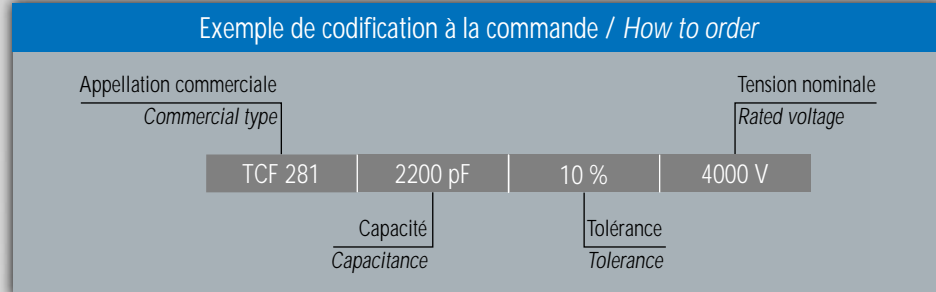 Exemple de codification à la commande / How to order
Appellation commerciale
Commercial type
Tension nominale
Rated voltage
TCF 281 2200 pF 10 % 4000 V
Capacité
Capacitance
Tolérance
Tolerance